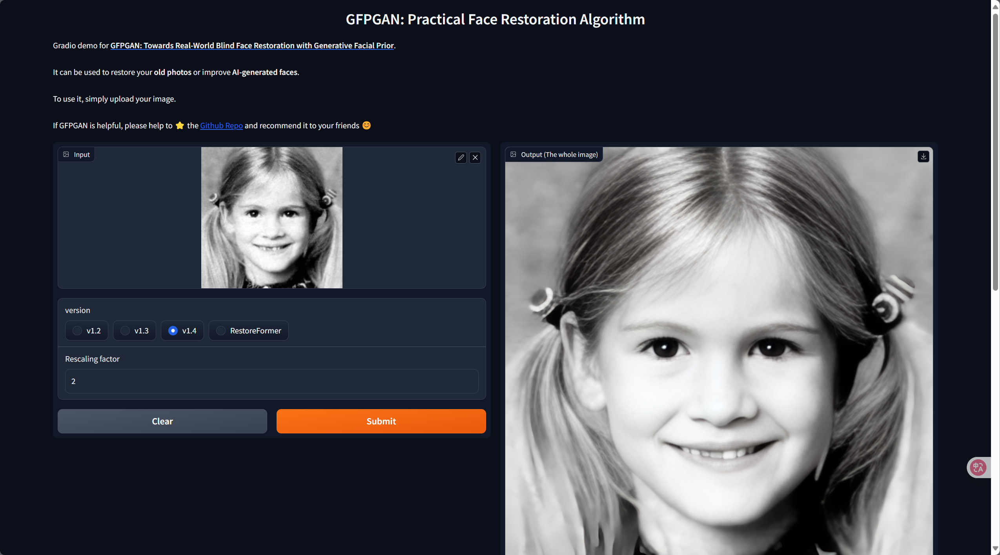 GFPGAN: Practical Face Restoration Algorithm
Gradio demo for GFPGAN: Towards Real-World Blind Face Restoration with Generative Facial Prior.
It can be used to restore your old photos or improve AI-generated faces.
To use it, simply upload your image.
If GFPGAN is helpful, please help to ⭐ the Github Repo and recommend it to your friends 😊
Input
Output (The whole image)
version
v1.2
v1.3
v1.4
RestoreFormer
Rescaling factor
2
Clear
Submit
中A